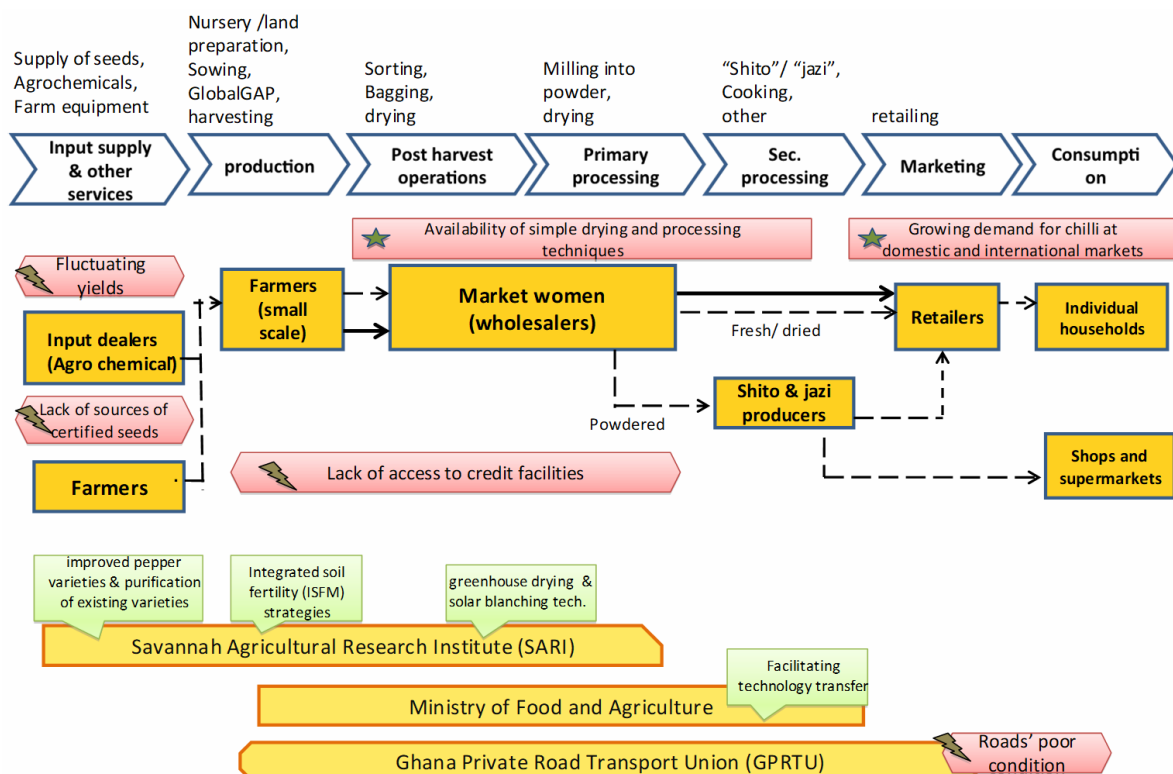 Supply of seeds,
Agrochemicals,
Farm equipment
Nursery /land
preparation,
Sowing,
GlobalGAP,
harvesting
Sorting,
Bagging,
drying
Milling into
powder,
drying
“Shito”/ “jazi”,
Cooking,
other
retailing
Input supply
& other
services
production
Post harvest
operations
Primary
processing
Sec.
processing
Marketing
Consumpti
on
Availability of simple drying and processing
techniques
Growing demand for chilli at
domestic and international markets
Fluctuating
yields
Farmers
(small
scale)
Market women
(wholesalers)
Retailers
Individual
households
Input dealers
(Agro chemical)
Fresh/ dried
Lack of sources of
certified seeds
Shito & jazi
producers
Powdered
Farmers
Lack of access to credit facilities
Shops and
supermarkets
improved pepper
varieties & purification
of existing varieties
Integrated soil
fertility (ISFM)
strategies
greenhouse drying &
solar blanching tech.
Savannah Agricultural Research Institute (SARI)
Facilitating
technology transfer
Ministry of Food and Agriculture
Ghana Private Road Transport Union (GPRTU)
Roads’ poor
condition